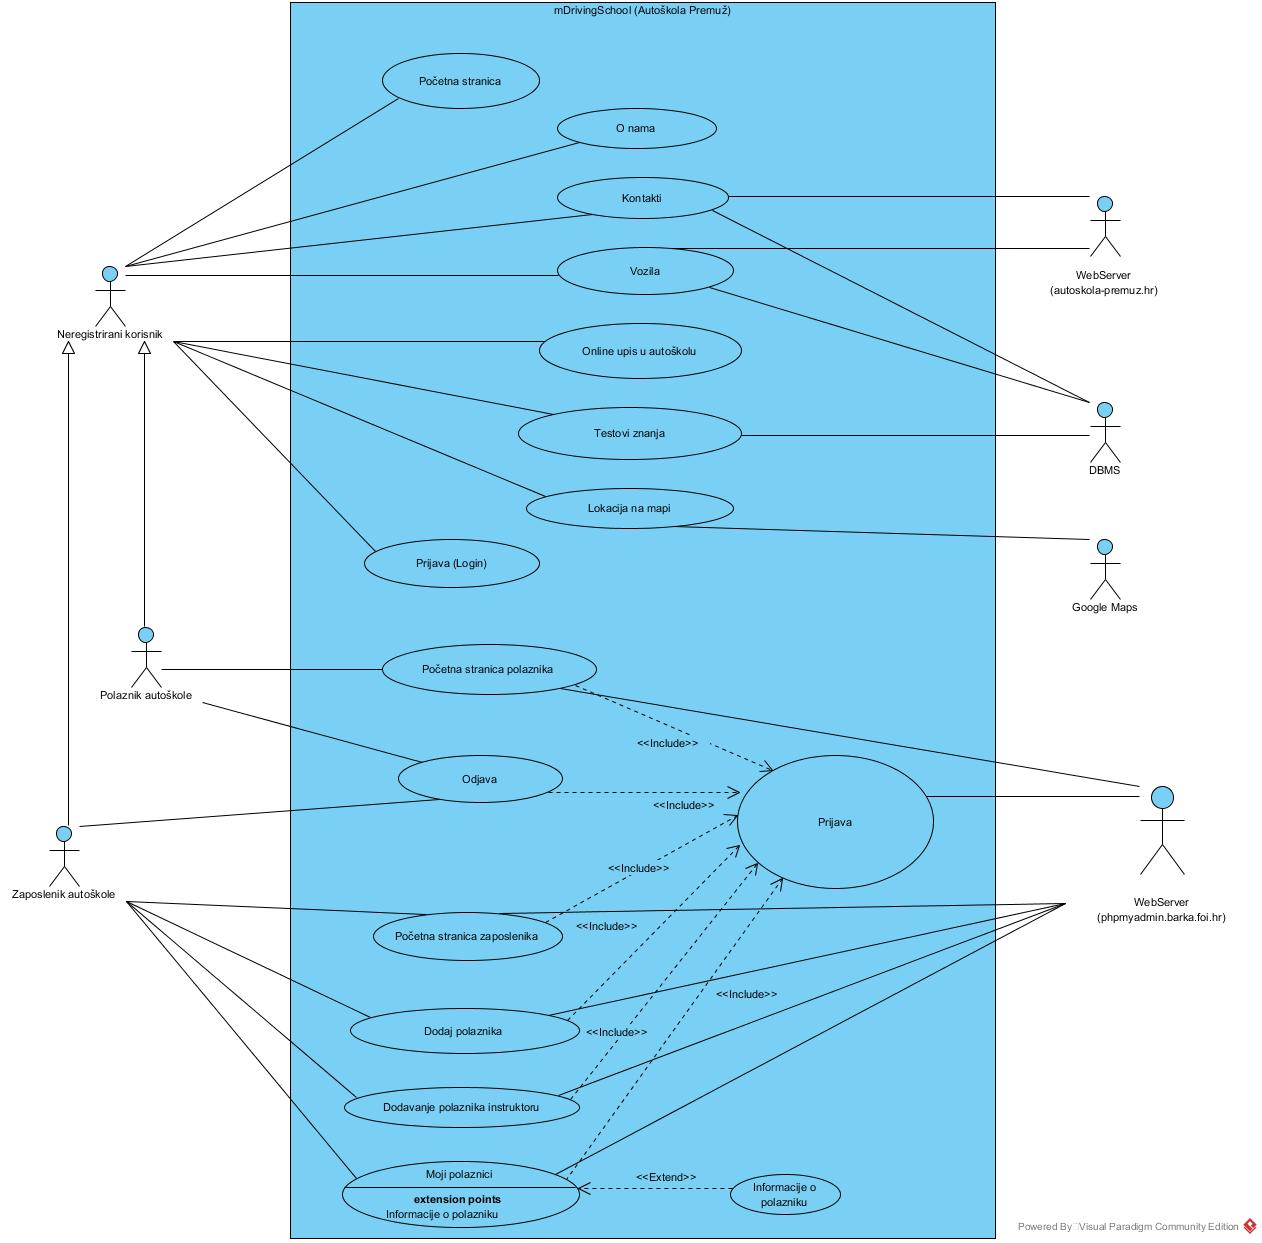 mDrivingSchool (Autoškola Premuž)
Početna stranica
O nama
Kontakti
Vozila
Neregistrirani korisnik
WebServer
(autoskola-premuz.hr)
Online upis u autoškolu
Testovi znanja
DBMS
Lokacija na mapi
Prijava (Login)
Google Maps
Početna stranica polaznika
Polaznik autoškole
<<Include>>
Odjava
<<Include>>
Prijava
<<Include>>
Zaposlenik autoškole
WebServer
(phpmyadmin.barka.foi.hr)
<<Include>>
Početna stranica zaposlenika
<<Include>>
Dodaj polaznika
<<Include>>
Dodavanje polaznika instruktoru
Moji polaznici
extension points
Informacije o polazniku
<<Extend>>
Informacije o
polazniku
Powered By Visual Paradigm Community Edition